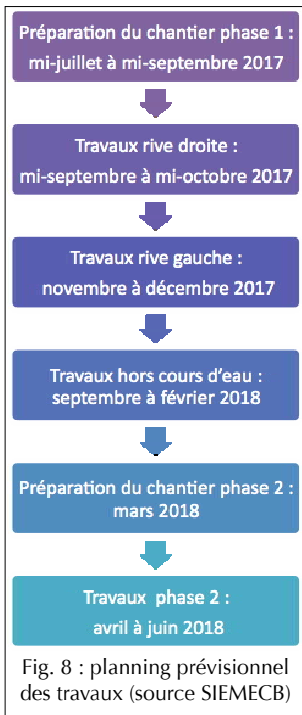 Préparation du chantier phase 1 :
mi-juillet à mi-septembre 2017
Travaux rive droite :
mi-septembre à mi-octobre 2017
Travaux rive gauche :
novembre à décembre 2017
Travaux hors cours d'eau :
septembre à février 2018
Préparation du chantier phase 2 :
mars 2018
Travaux phase 2 :
avril à juin 2018
Fig. 8 : planning prévisionnel
des travaux (source SIEMECB)